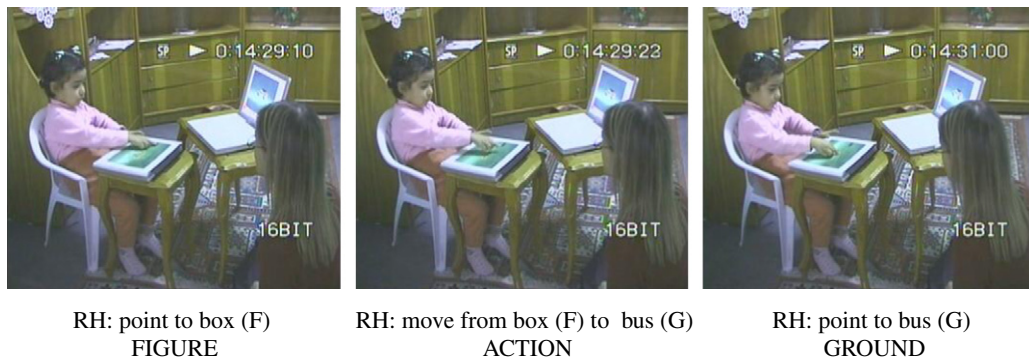 SP ► 0:14:29:10
16BIT
SP ► 0:14:29:23
16BIT
SP ► 0:14:31:00
16BIT
RH: point to box (F)
FIGURE
RH: move from box (F) to bus (G)
ACTION
RH: point to bus (G)
GROUND